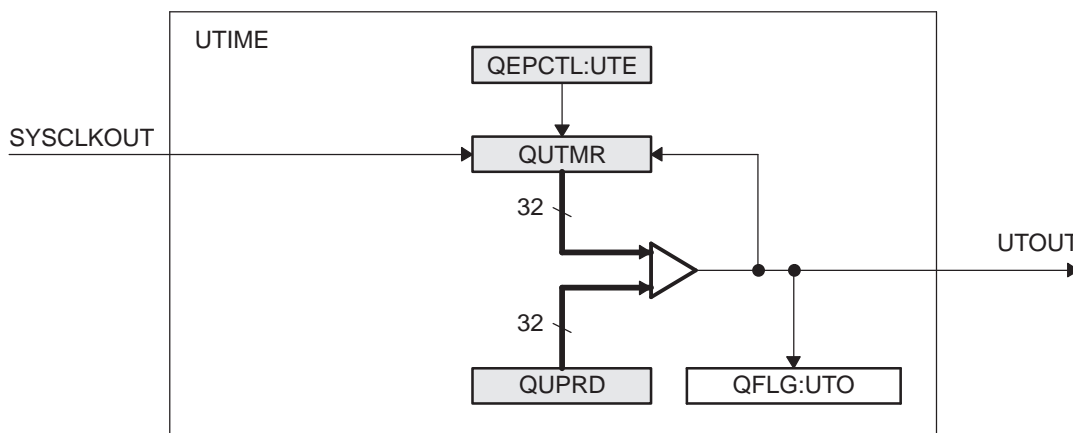 UTIME
QEPCTL:UTE
SYSCLKOUT
QUTMR
32
UTOUT
32
QUPRD
QFLG:UTO